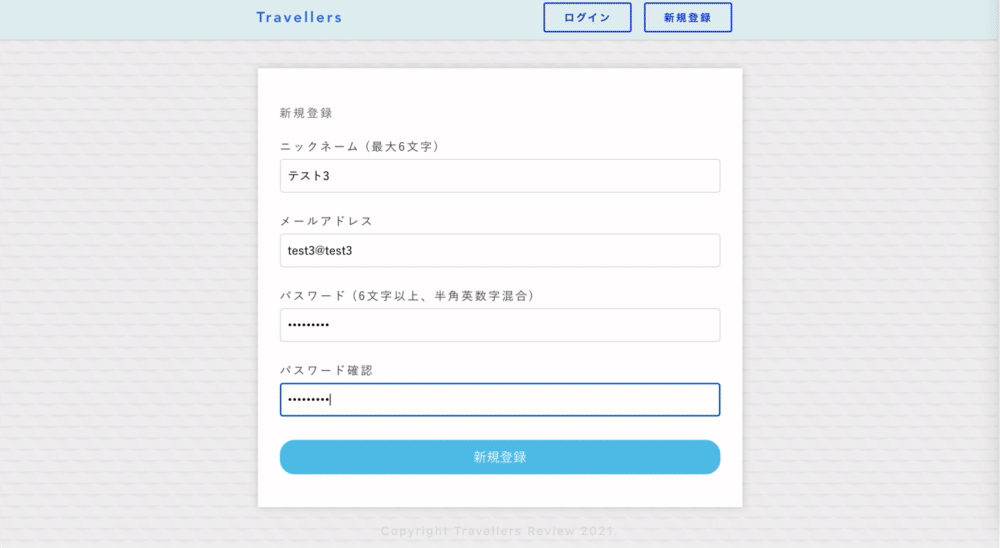 Travellers
ログイン
新規登録
新規登録
ニックネーム (最大6文字)
テスト3
メールアドレス
test3@test3
パスワード (6文字以上、半角英数字混合)
•••••••••
パスワード確認
•••••••••
新規登録
Copyright Travellers Review 2021.